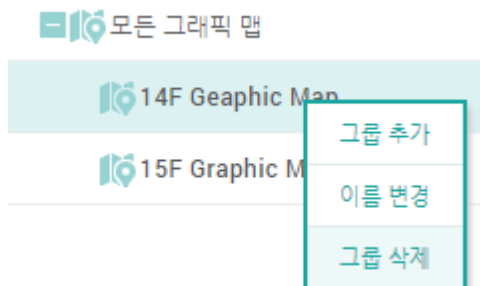 모든 그래픽 맵
14F Geaphic Map
그룹 추가
15F Graphic M
이름 변경
그룹 삭제